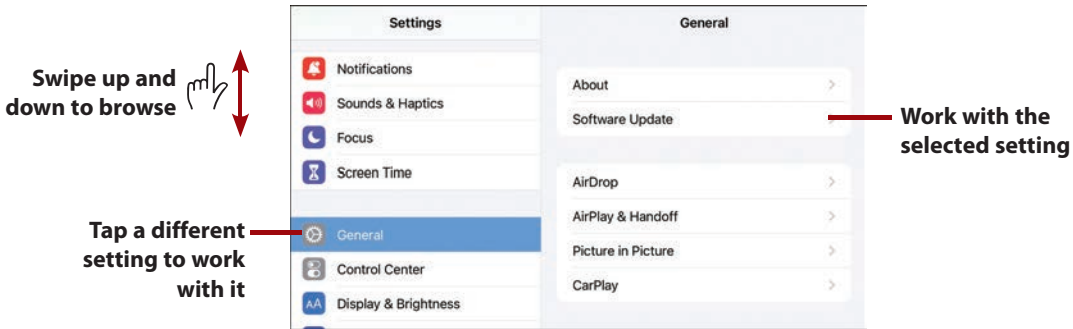 Settings
General
Swipe up and
down to browse
Notifications
Sounds & Haptics
Focus
Screen Time
Tap a different
setting to work
with it
General
Control Center
AA
Display & Brightness
About
Software Update
Work with the
selected setting
AirDrop
AirPlay & Handoff
Picture in Picture
CarPlay